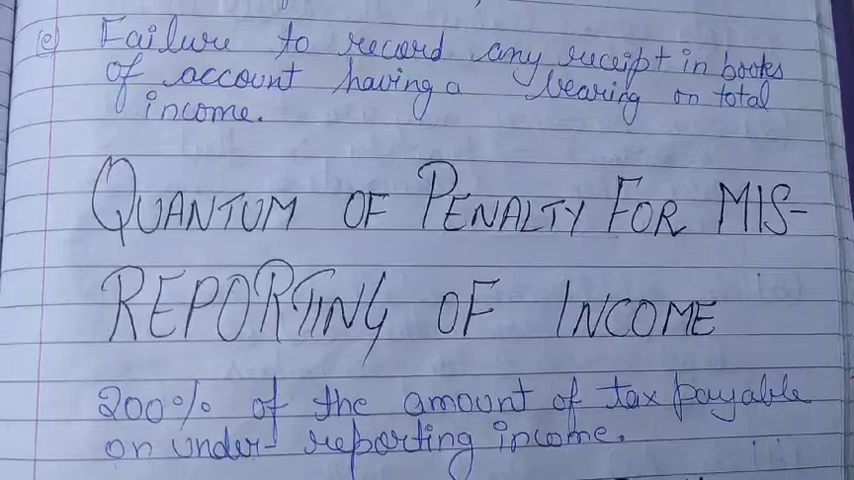 (e) Failure to record any receipt in books
of account having a bearing on total
income.
QUANTUM OF PENALTY FOR MIS-
REPORTING OF INCOME
200% of the amount of tax payable
on under-reporting income.